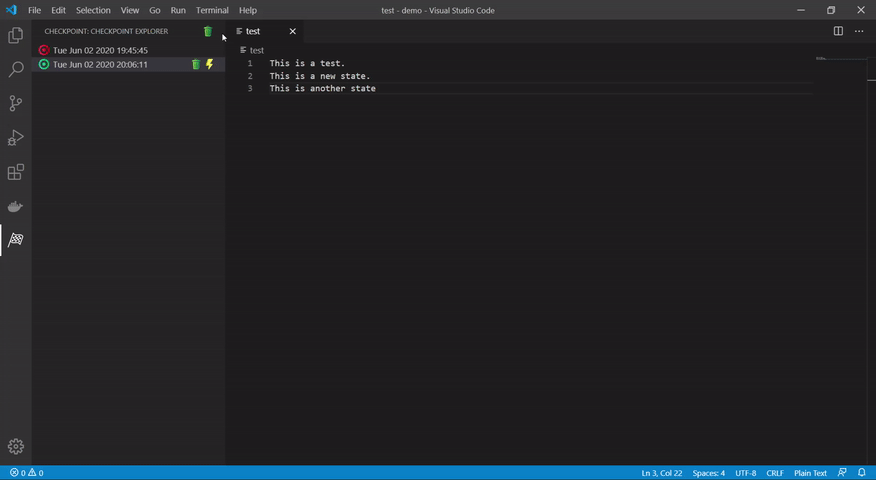 File Edit Selection View Go Run Terminal Help
test - demo - Visual Studio Code
CHECKPOINT: CHECKPOINT EXPLORER
test
Tue Jun 02 2020 19:45:45
Tue Jun 02 2020 20:06:11
test
1 This is a test.
2 This is a new state.
3 This is another state
0 0
Ln 3, Col 22 Spaces: 4 UTF-8 CRLF Plain Text